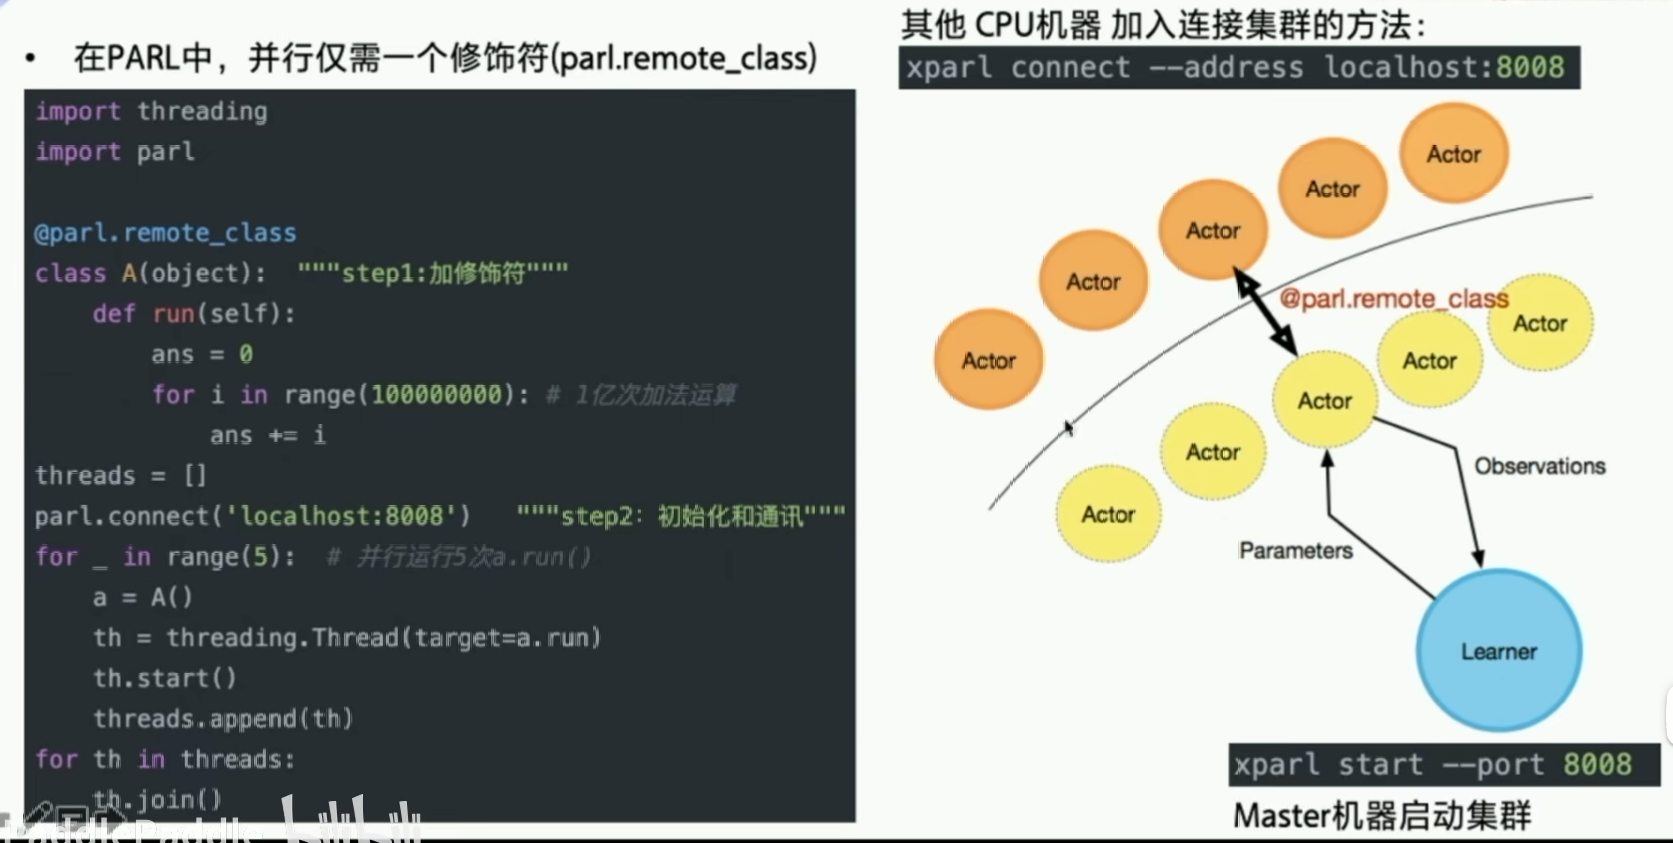 • 在PARL中，并行仅需一个修饰符(parl.remote_class)
import threading
import parl
@parl.remote_class
class A(object):  """step1:加修饰符"""
    def run(self):
        ans = 0
        for i in range(100000000): # 1亿次加法运算
            ans += i
threads = []
parl.connect('localhost:8008')   """step2: 初始化和通讯"""
for _ in range(5):  # 并行运行5次a.run()
    a = A()
    th = threading.Thread(target=a.run)
    th.start()
    threads.append(th)
for th in threads:
    th.join()
其他 CPU机器 加入连接集群的方法：
xparl connect --address localhost:8008
Actor
Actor
Actor
Actor
Actor
@parl.remote_class
Actor
Actor
Actor
Actor
Actor
Observations
Parameters
Learner
xparl start --port 8008
Master机器启动集群
PaddlePaddle
bilibili